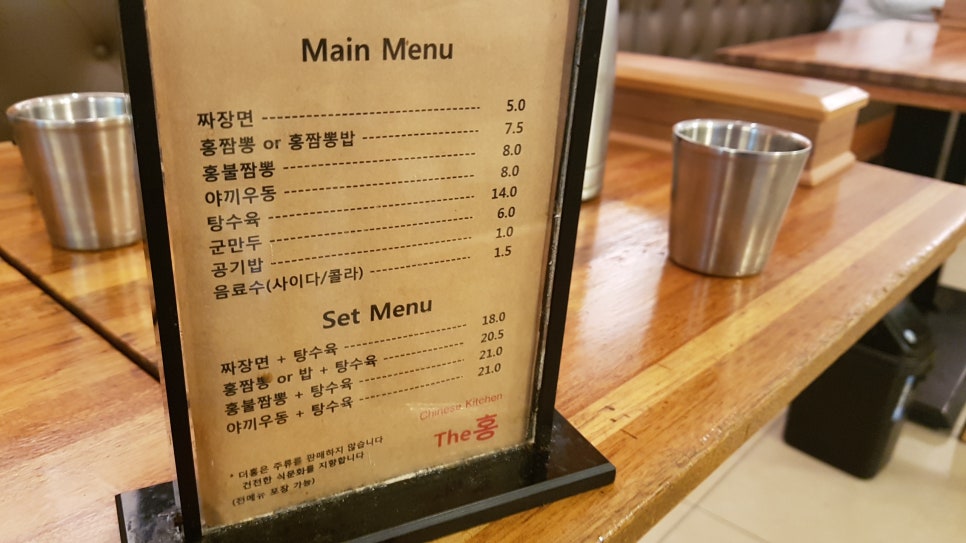 Main Menu
짜장면 5.0
홍짬뽕 or 홍짬뽕밥 7.5
홍불짬뽕 8.0
야끼우동 8.0
탕수육 14.0
군만두 6.0
공기밥 1.0
음료수(사이다/콜라) 1.5
Set Menu
짜장면 + 탕수육 18.0
홍짬뽕 or 밥 + 탕수육 20.5
홍불짬뽕 + 탕수육 21.0
야끼우동 + 탕수육 21.0
Chinese Kitchen
The홍
* 더홍은 주류를 판매하지 않습니다
건전한 식문화를 지향합니다
(전메뉴 포장 가능)